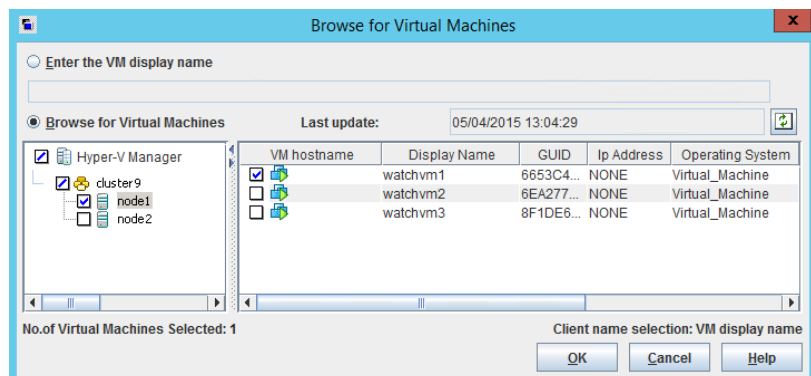 Browse for Virtual Machines
x
Enter the VM display name
Browse for Virtual Machines Last update: 05/04/2015 13:04:29
Hyper-V Manager
cluster9
node1
node2
VM hostname Display Name GUID Ip Address Operating System
watchvm1 6653C4... NONE Virtual_Machine
watchvm2 6EA277... NONE Virtual_Machine
watchvm3 8F1DE6... NONE Virtual_Machine
No.of Virtual Machines Selected: 1 Client name selection: VM display name
OK Cancel Help